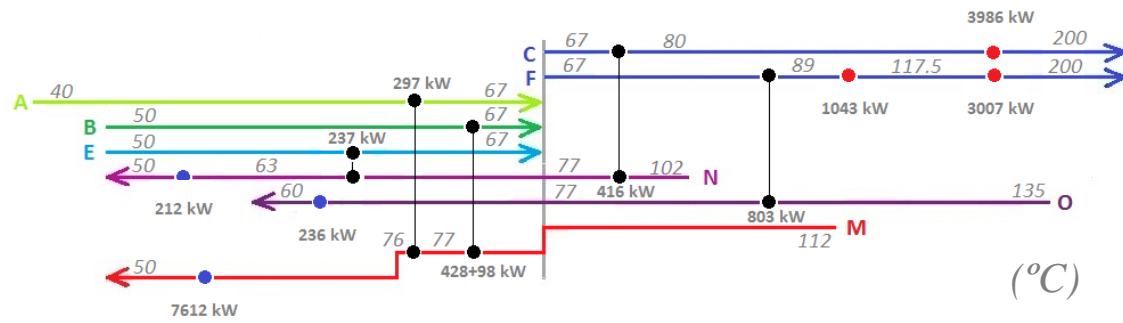 3986 kW
C 67 80 200
F 67 89 117.5 200
1043 kW 3007 kW
297 kW
A 40 67
B 50 67
E 50 237 kW 67
50 63 77 102 N
212 kW 416 kW
60 77 135 O
236 kW 803 kW
76 77 112 M
428+98 kW
50
7612 kW
(ºC)